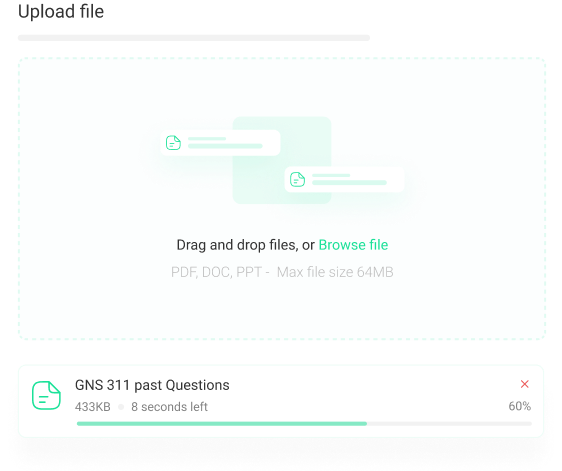 Upload file
Drag and drop files, or Browse file
PDF, DOC, PPT - Max file size 64MB
GNS 311 past Questions
433KB 8 seconds left 60%